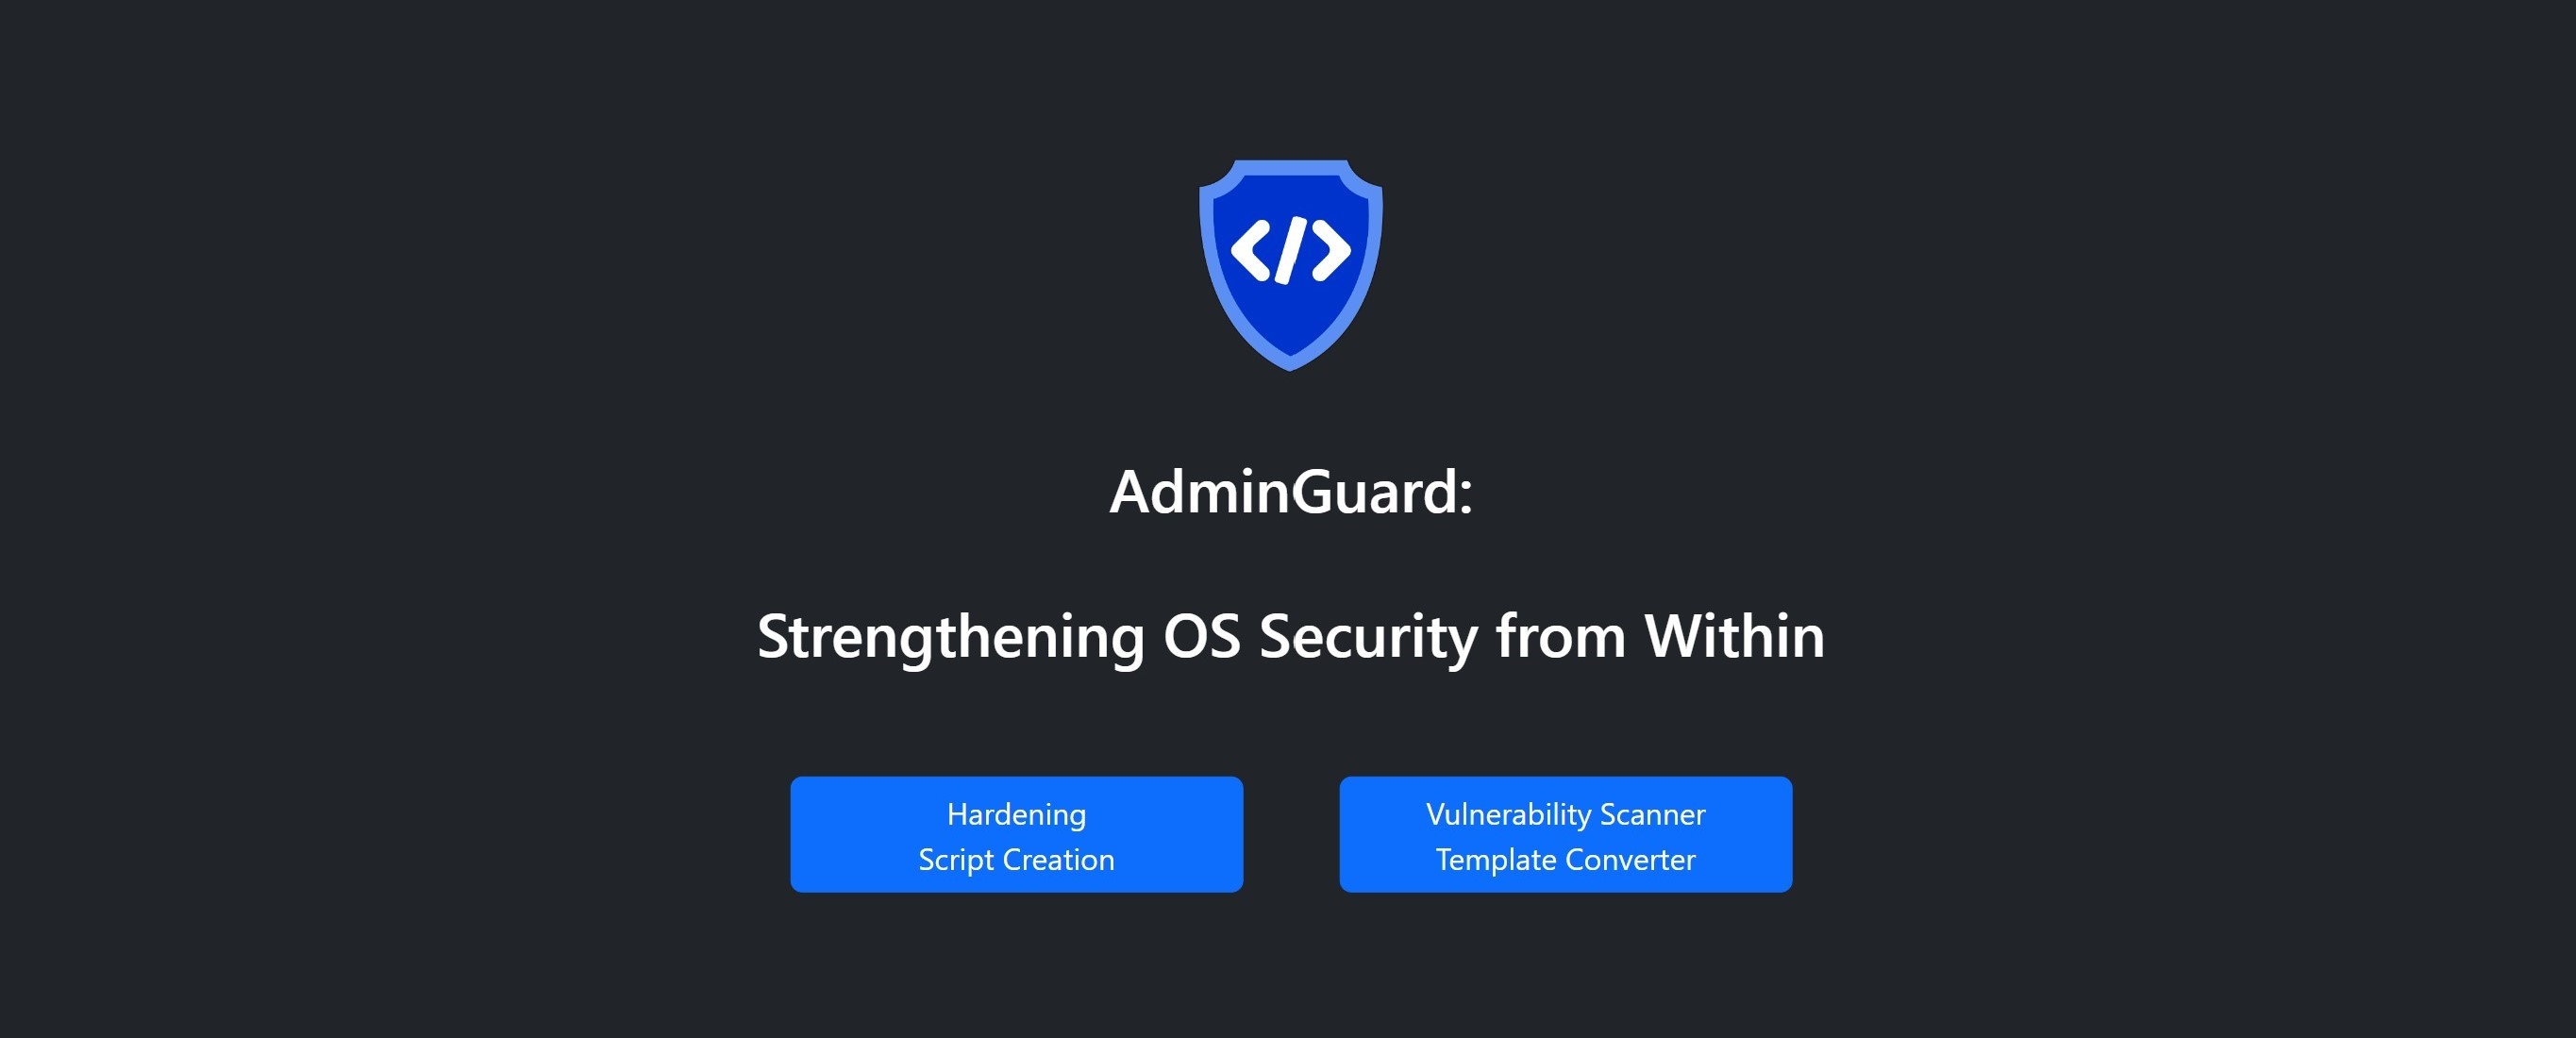 </>
AdminGuard:
Strengthening OS Security from Within
Hardening
Script Creation
Vulnerability Scanner
Template Converter